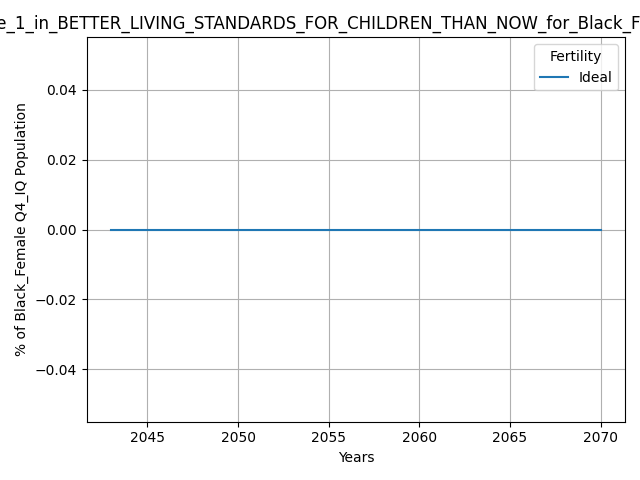 e_1_in_BETTER_LIVING_STANDARDS_FOR_CHILDREN_THAN_NOW_for_Black_F
Fertility
Ideal
% of Black_Female Q4_IQ Population
0.04
0.02
0.00
−0.02
−0.04
2045 2050 2055 2060 2065 2070
Years